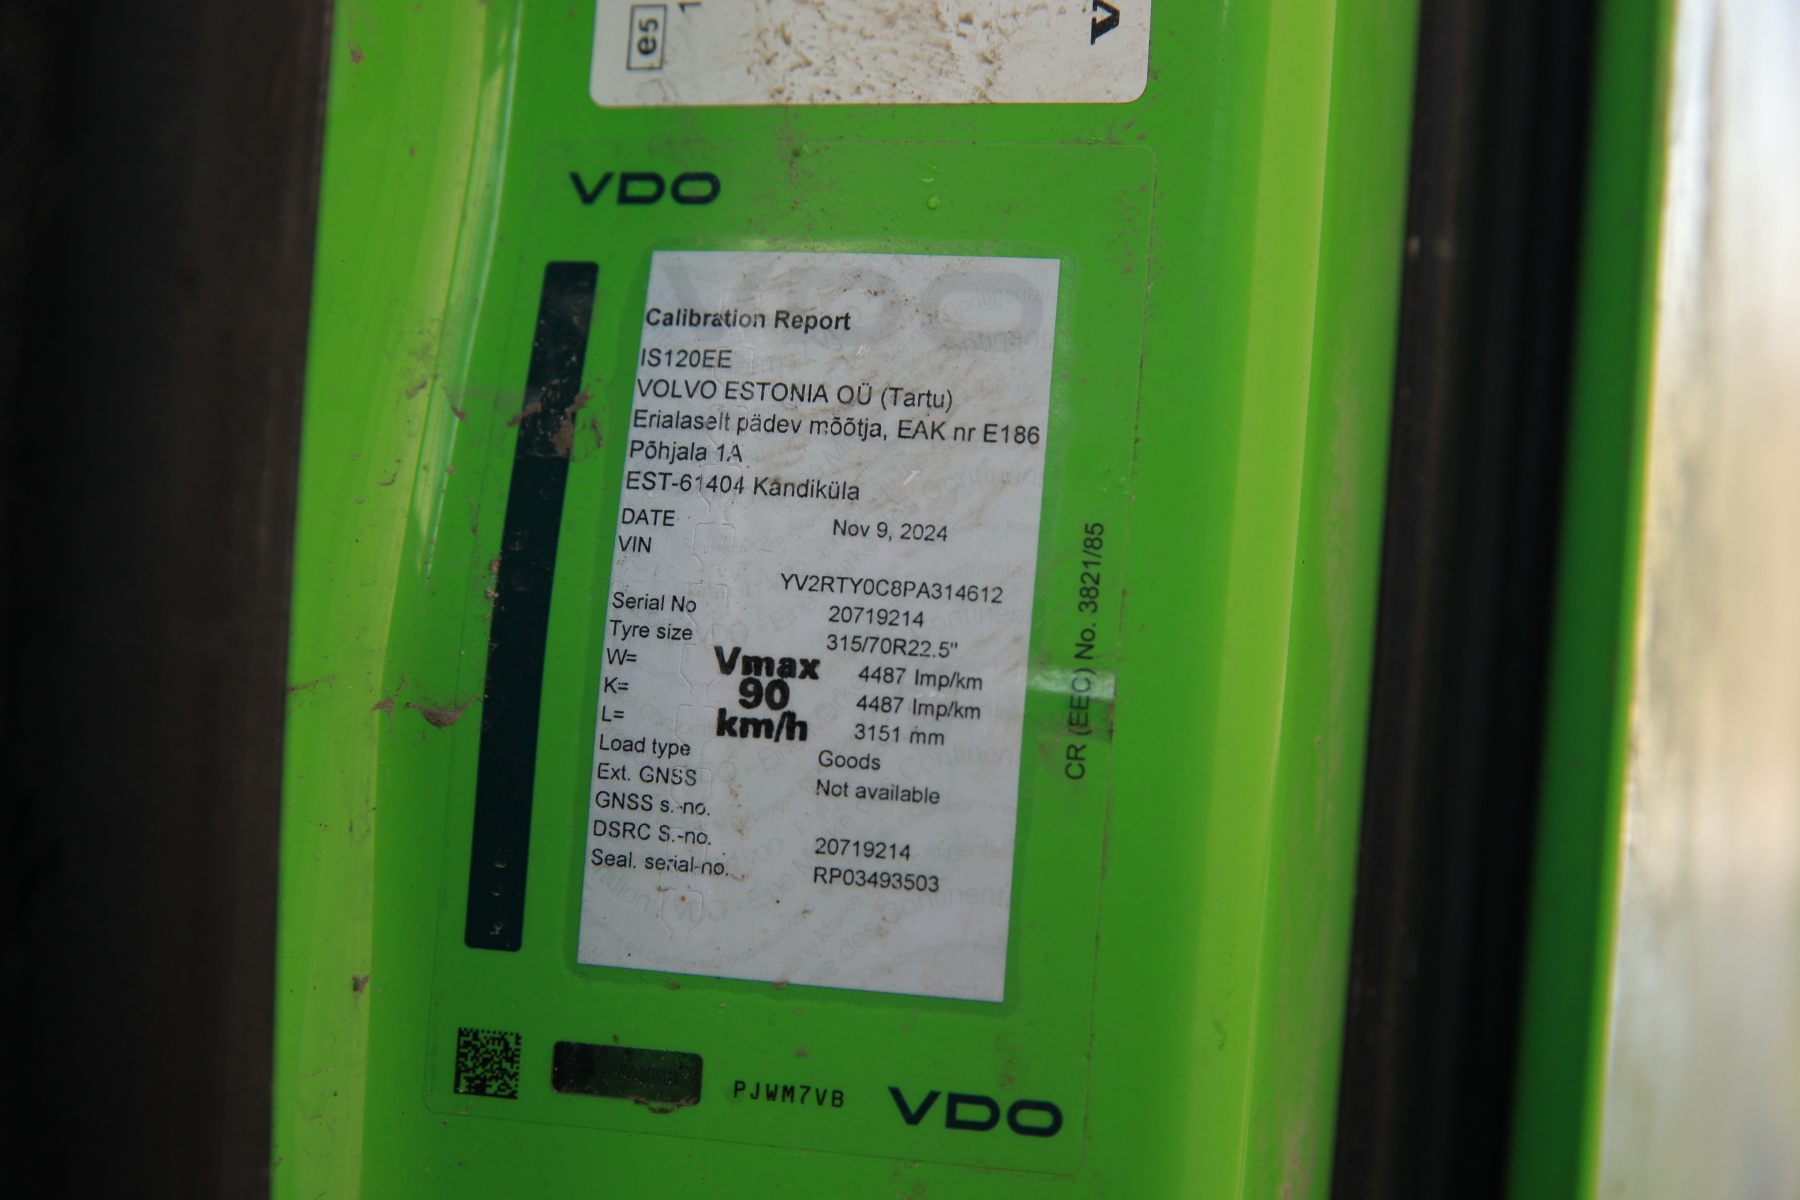 e5
VDO
Calibration Report
IS120EE
VOLVO ESTONIA OÜ (Tartu)
Erialaselt pädev mõõtja, EAK nr E186
Põhjala 1A
EST-61404 Kandiküla
DATE Nov 9, 2024
VIN
YV2RTY0C8PA314612
Serial No 20719214
Tyre size 315/70R22.5"
W= 4487 Imp/km
K= 4487 Imp/km
L= 3151 mm
Vmax
90
km/h
Load type Goods
Ext. GNSS Not available
GNSS s.-no.
DSRC S.-no. 20719214
Seal. serial-no. RP03493503
CR (EEC) No. 3821/85
PJWM7VB
VDO